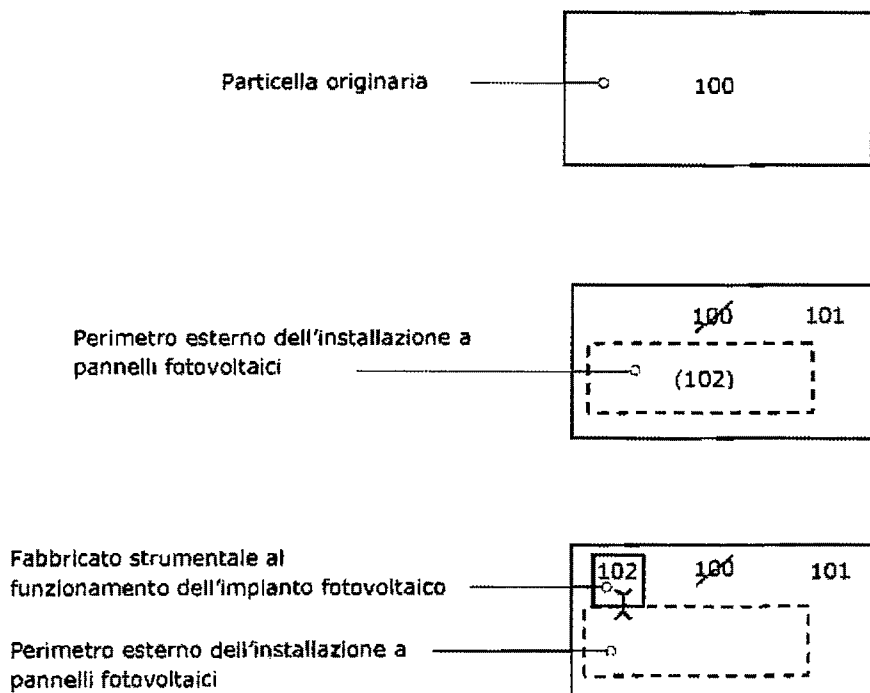 Particella originaria
100
100 101
Perimetro esterno dell'installazione a
pannelli fotovoltaici
(102)
Fabbricato strumentale al
funzionamento dell'impianto fotovoltaico
102 100 101
Perimetro esterno dell'installazione a
pannelli fotovoltaici